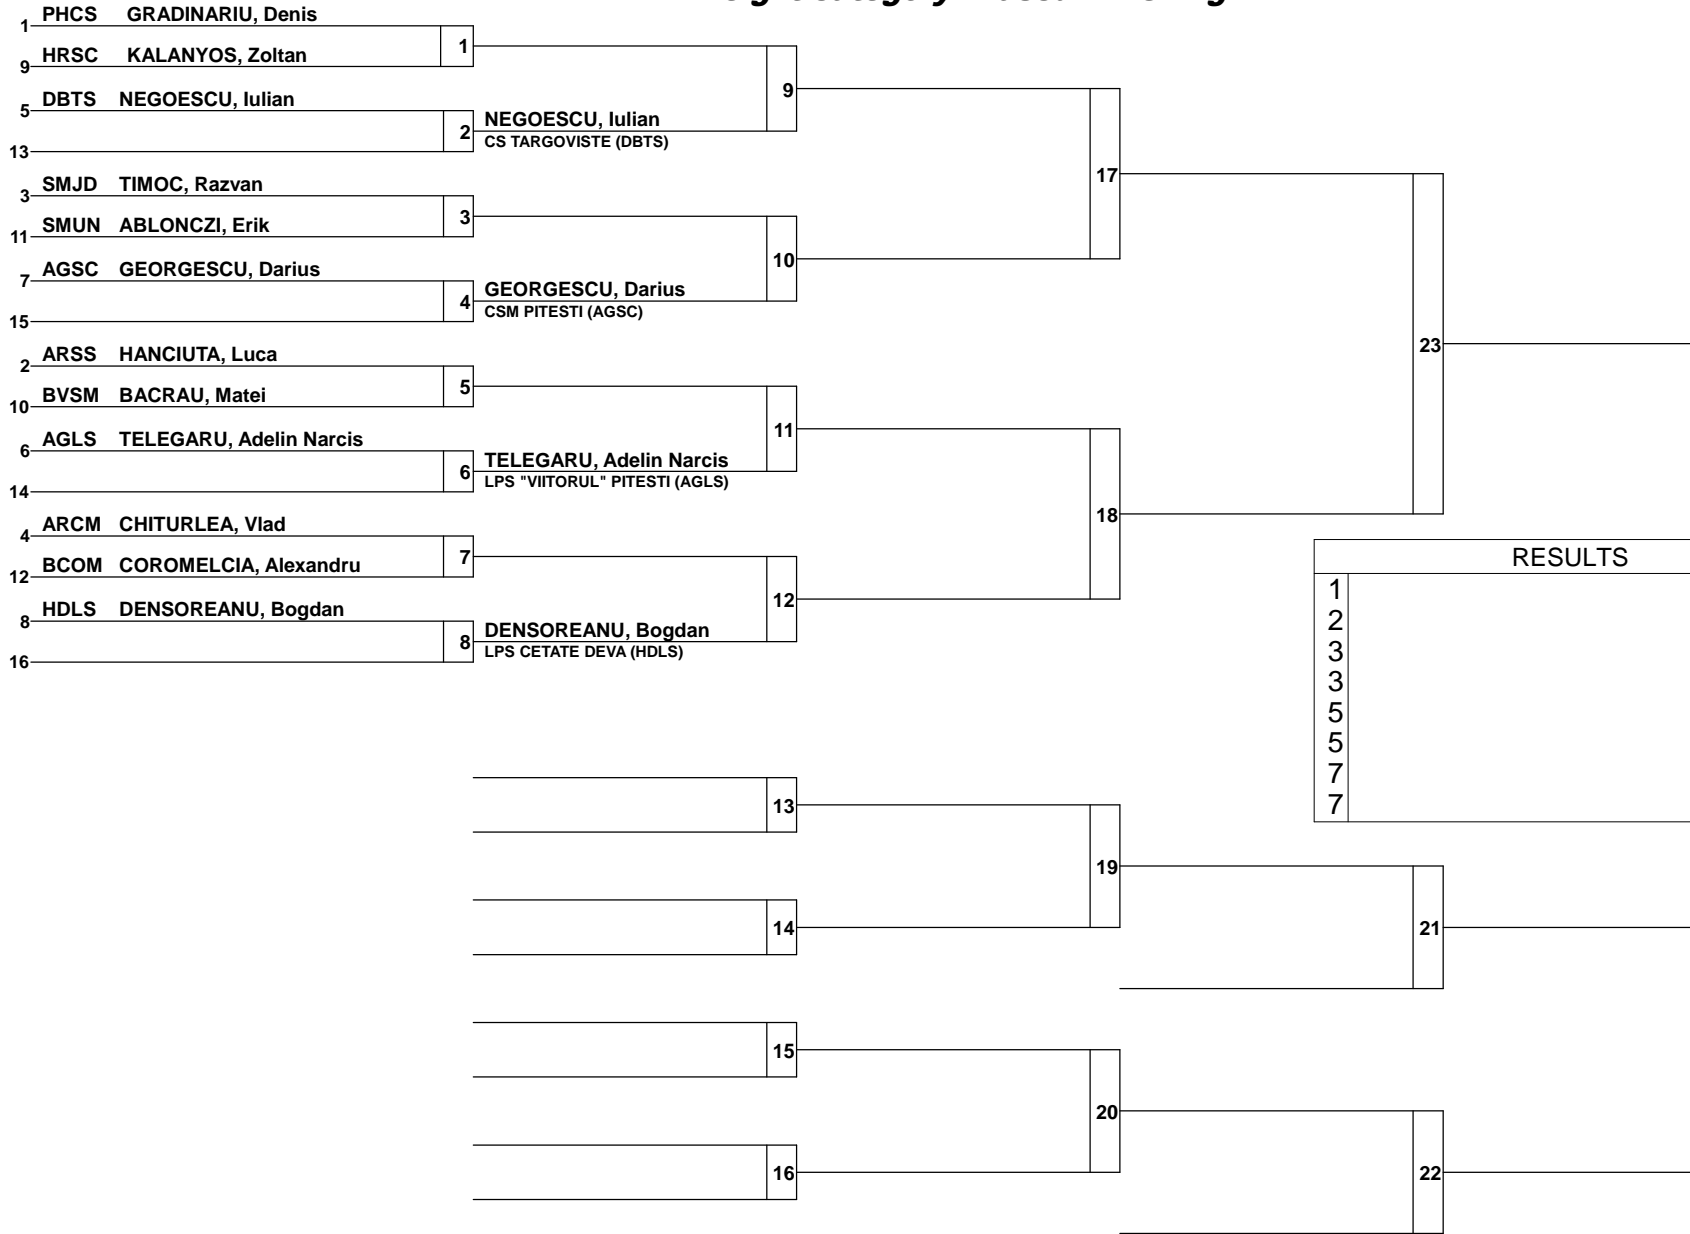 1 PHCS GRADINARIU, Denis
1
9 HRSC KALANYOS, Zoltan
9
5 DBTS NEGOESCU, Iulian
2 NEGOESCU, Iulian
CS TARGOVISTE (DBTS)
13
17
3 SMJD TIMOC, Razvan
3
11 SMUN ABLONCZI, Erik
10
7 AGSC GEORGESCU, Darius
4 GEORGESCU, Darius
CSM PITESTI (AGSC)
15
23
2 ARSS HANCIUTA, Luca
5
10 BVSM BACRAU, Matei
11
6 AGLS TELEGARU, Adelin Narcis
6 TELEGARU, Adelin Narcis
LPS "VIITORUL" PITESTI (AGLS)
14
18
4 ARCM CHITURLEA, Vlad
7
12 BCOM COROMELCIA, Alexandru
12
8 HDLS DENSOREANU, Bogdan
8 DENSOREANU, Bogdan
LPS CETATE DEVA (HDLS)
16
RESULTS
1
2
3
3
5
5
7
7
13
19
14
21
15
20
16
22